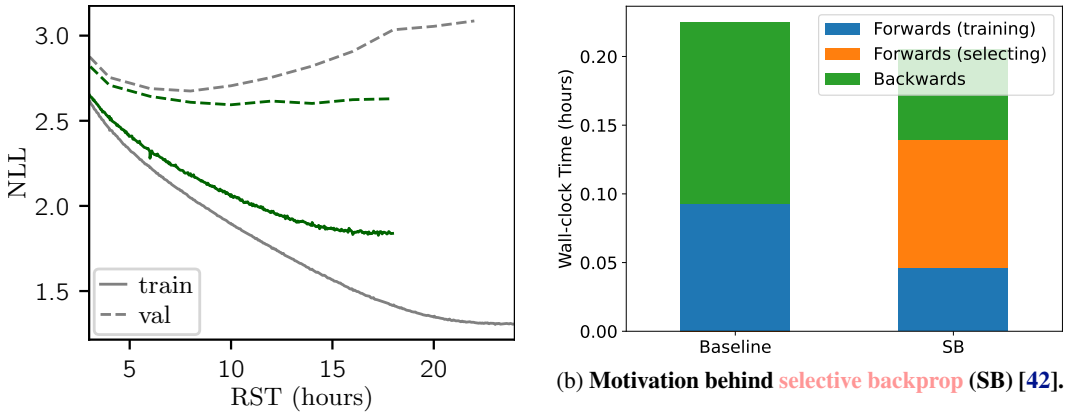 3.0
2.5
2.0
1.5
NLL
train
val
5
10
15
20
RST (hours)
0.20
0.15
0.10
0.05
0.00
Wall-clock Time (hours)
Forwards (training)
Forwards (selecting)
Backwards
Baseline
SB
(b) Motivation behind selective backprop (SB) [42].